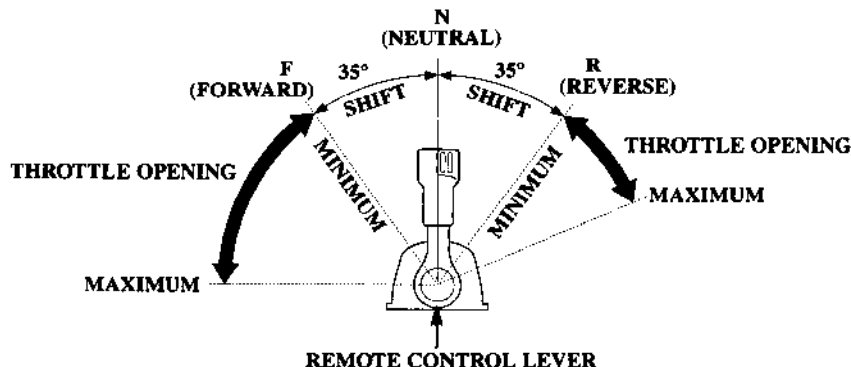 N
(NEUTRAL)
F
(FORWARD)
35°
SHIFT
35°
SHIFT
R
(REVERSE)
THROTTLE OPENING
THROTTLE OPENING
MINIMUM
MINIMUM
MAXIMUM
MAXIMUM
REMOTE CONTROL LEVER